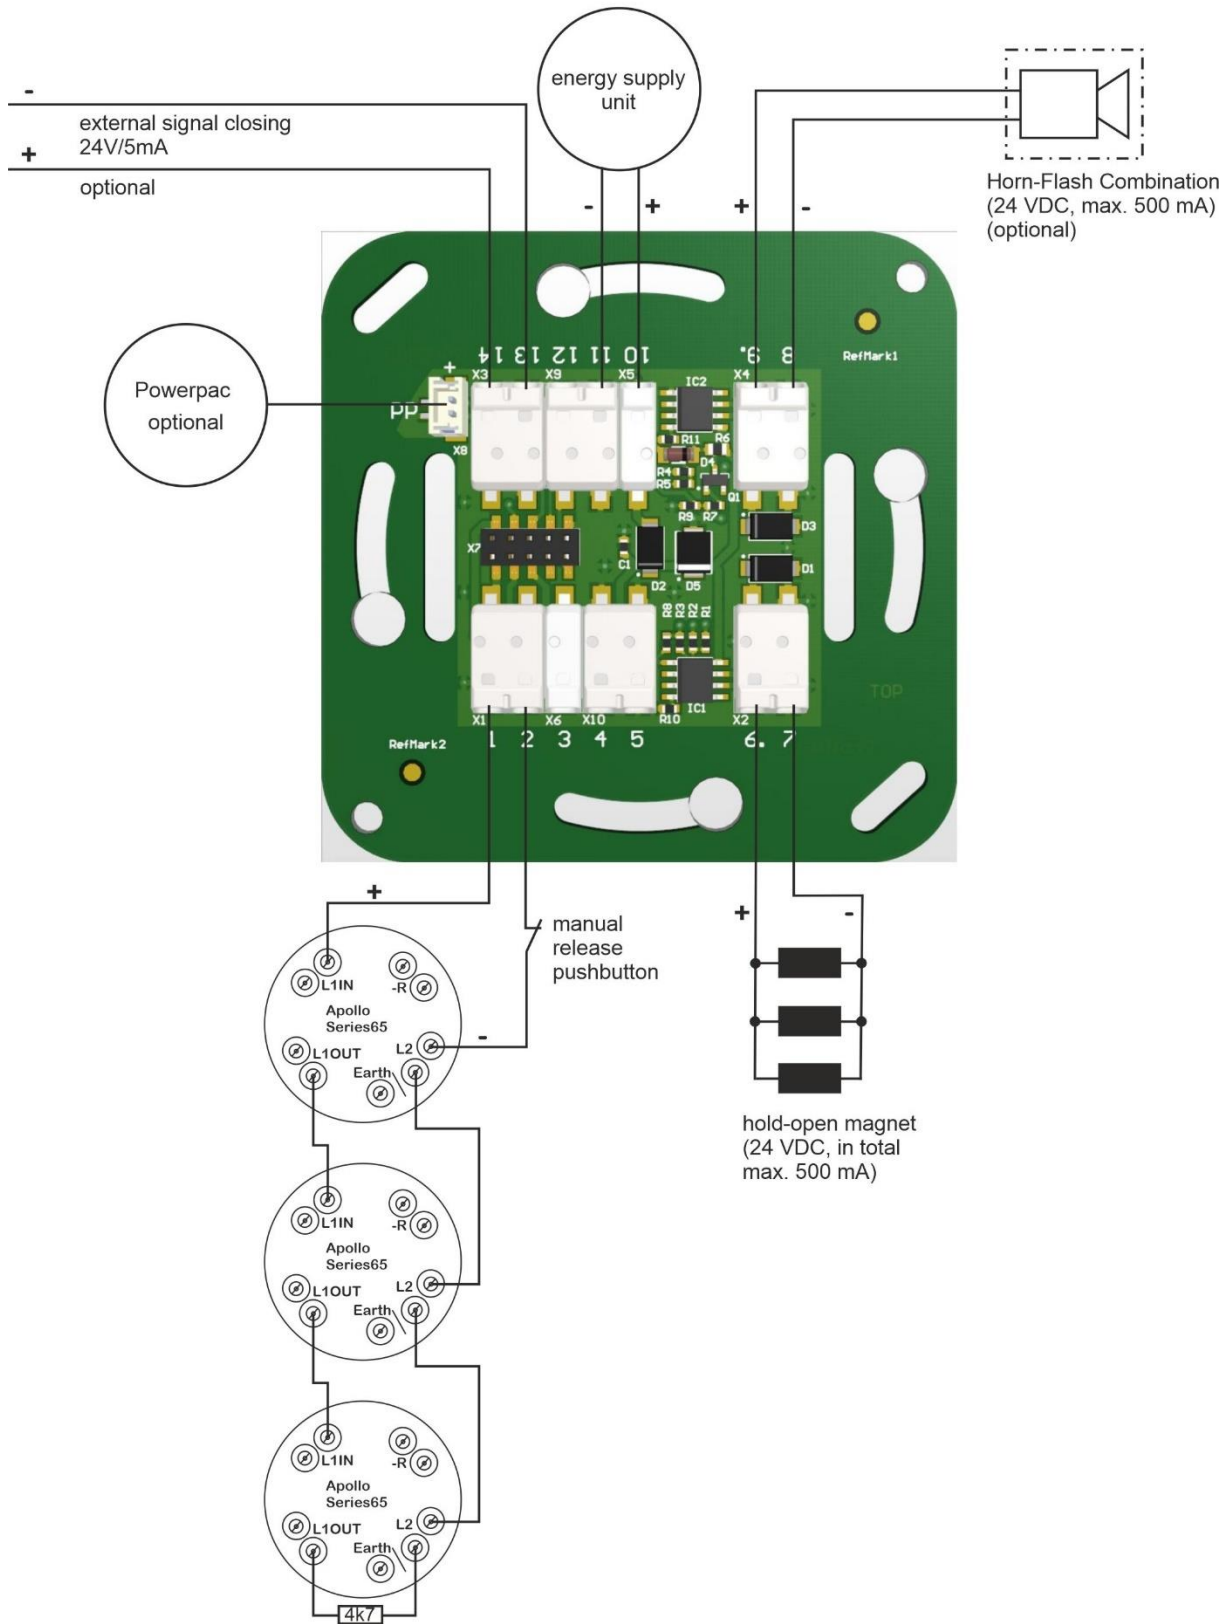 energy supply
unit
-
external signal closing
24V/5mA
+
optional
- +
+ -
Horn-Flash Combination
(24 VDC, max. 500 mA)
(optional)
Powerpac
optional
RefMark1
14 13 12 11 10 9. 8
X3 X9 X5 X4
IC2
+
PP
X8
R11 R6
D4
R4
R5
Q1
R9 R7
D3
X7
C1
D2 D5
D1
R8 R3 R2 R1
TOP
R10 IC1
X1 X6 X10 X2
1 2 3 4 5 6. 7
RefMark2
+
manual
release
pushbutton
+ -
L1IN
-R
Apollo
Series65
L1OUT
L2
-
Earth
hold-open magnet
(24 VDC, in total
max. 500 mA)
L1IN
-R
Apollo
Series65
L1OUT
L2
Earth
L1IN
-R
Apollo
Series65
L1OUT
L2
Earth
4k7